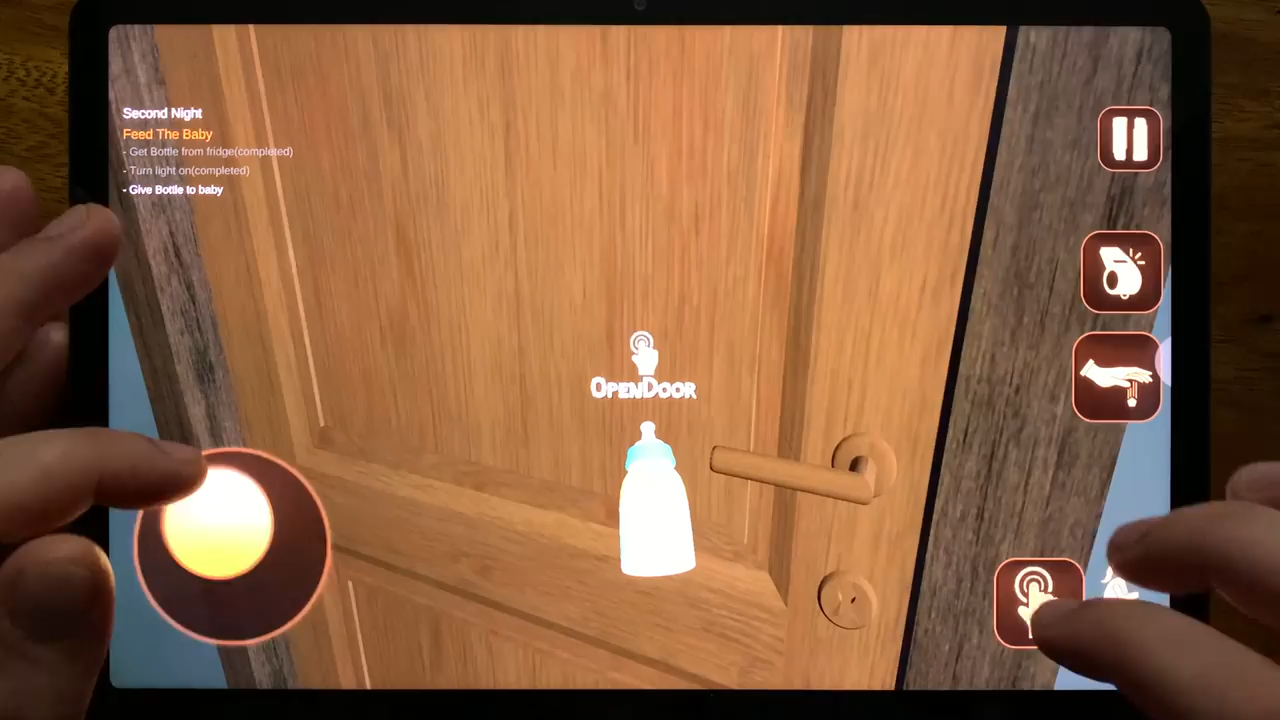 Second Night
Feed The Baby
- Get Bottle from fridge(completed)
- Turn light on(completed)
- Give Bottle to baby
OPENDOOR